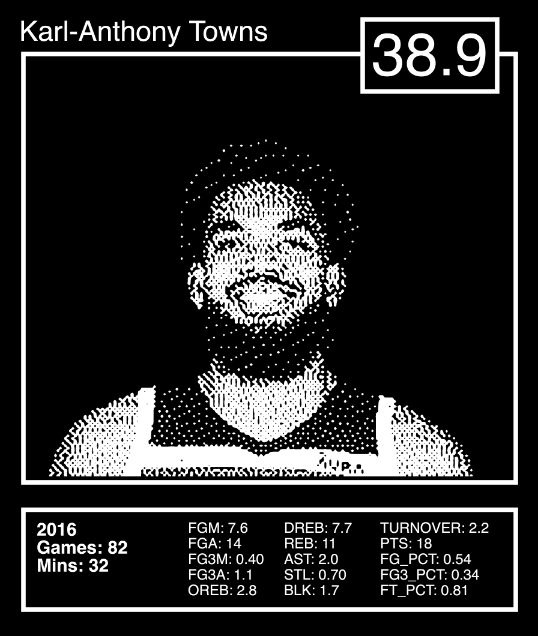 Karl-Anthony Towns
38.9
2016
Games: 82
Mins: 32
FGM: 7.6
FGA: 14
FG3M: 0.40
FG3A: 1.1
OREB: 2.8
DREB: 7.7
REB: 11
AST: 2.0
STL: 0.70
BLK: 1.7
TURNOVER: 2.2
PTS: 18
FG_PCT: 0.54
FG3_PCT: 0.34
FT_PCT: 0.81